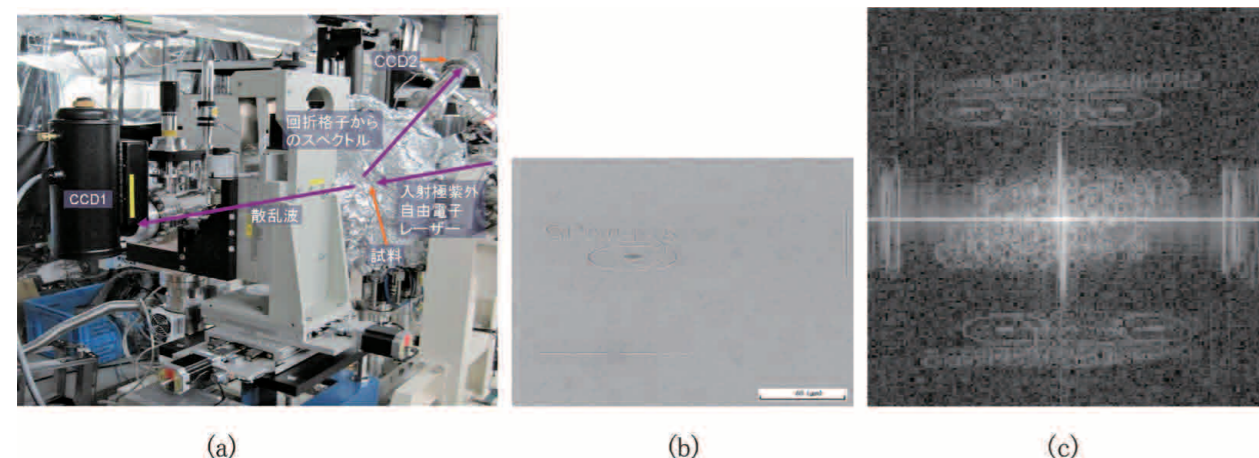 CCD2
回折格子から
のスペクトル
CCD1
入射極紫外
自由電子
レーザー
散乱波
試料
(a)
(b)
(c)